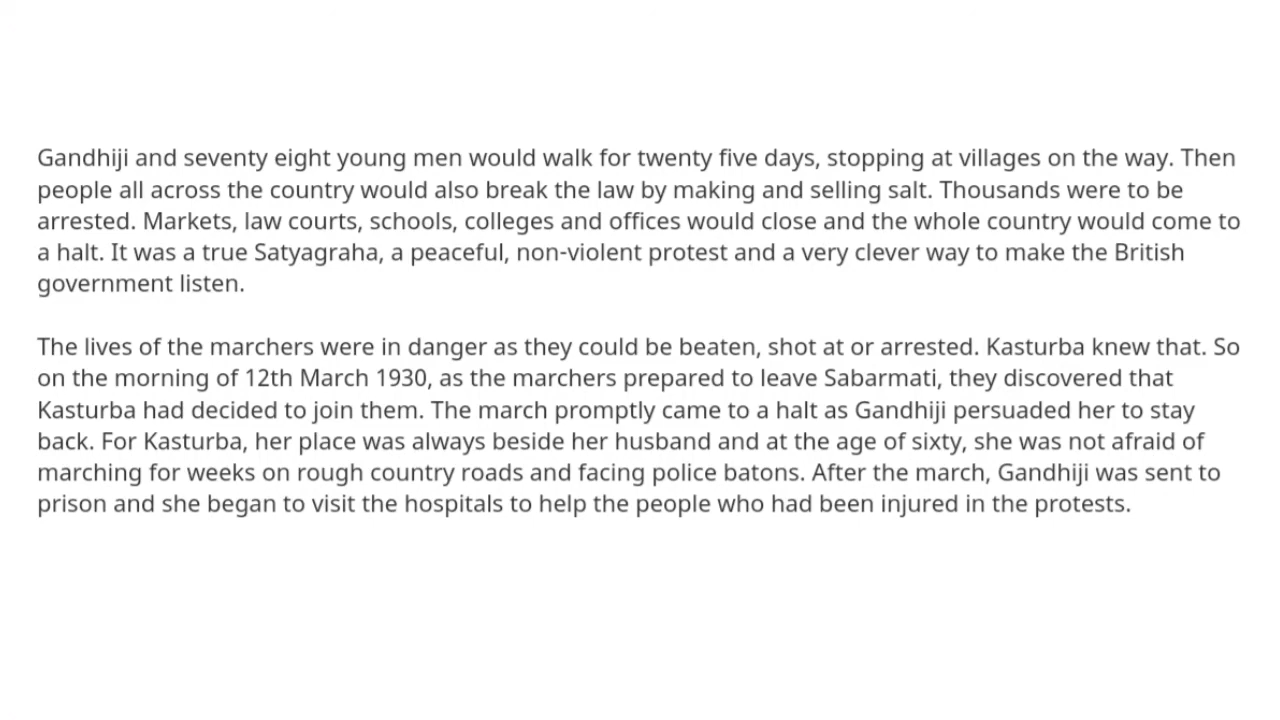 Gandhiji and seventy eight young men would walk for twenty five days, stopping at villages on the way. Then
people all across the country would also break the law by making and selling salt. Thousands were to be
arrested. Markets, law courts, schools, colleges and offices would close and the whole country would come to
a halt. It was a true Satyagraha, a peaceful, non-violent protest and a very clever way to make the British
government listen.
The lives of the marchers were in danger as they could be beaten, shot at or arrested. Kasturba knew that. So
on the morning of 12th March 1930, as the marchers prepared to leave Sabarmati, they discovered that
Kasturba had decided to join them. The march promptly came to a halt as Gandhiji persuaded her to stay
back. For Kasturba, her place was always beside her husband and at the age of sixty, she was not afraid of
marching for weeks on rough country roads and facing police batons. After the march, Gandhiji was sent to
prison and she began to visit the hospitals to help the people who had been injured in the protests.